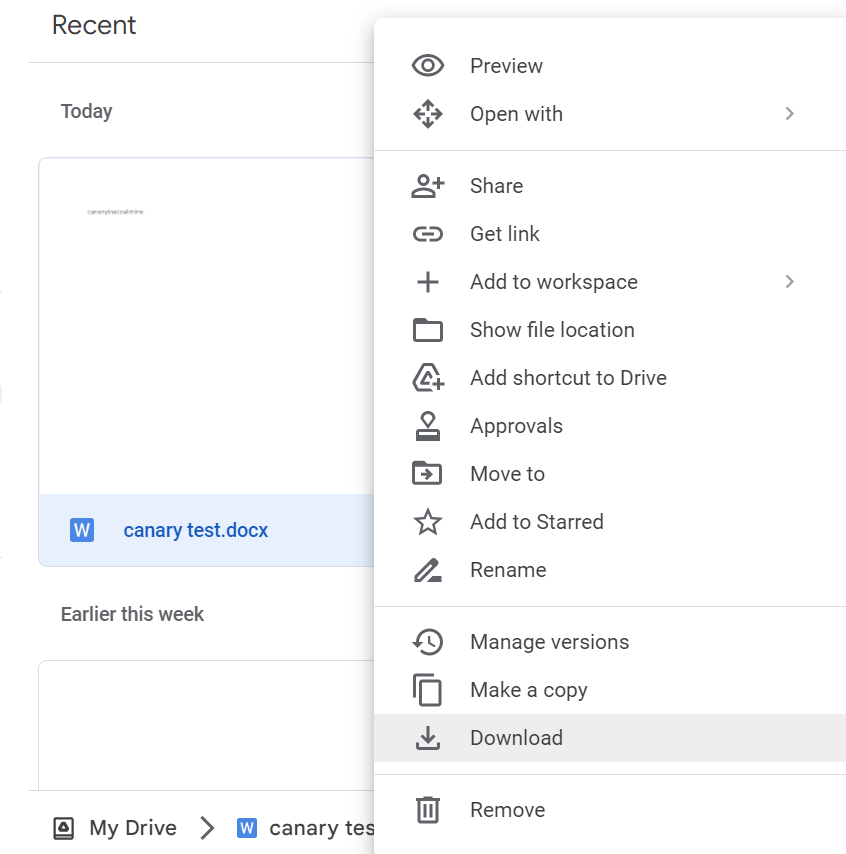 Recent
Today
canaryinacoalmine
W canary test.docx
Earlier this week
My Drive
W canary tes
Preview
Open with
Share
Get link
Add to workspace
Show file location
Add shortcut to Drive
Approvals
Move to
Add to Starred
Rename
Manage versions
Make a copy
Download
Remove